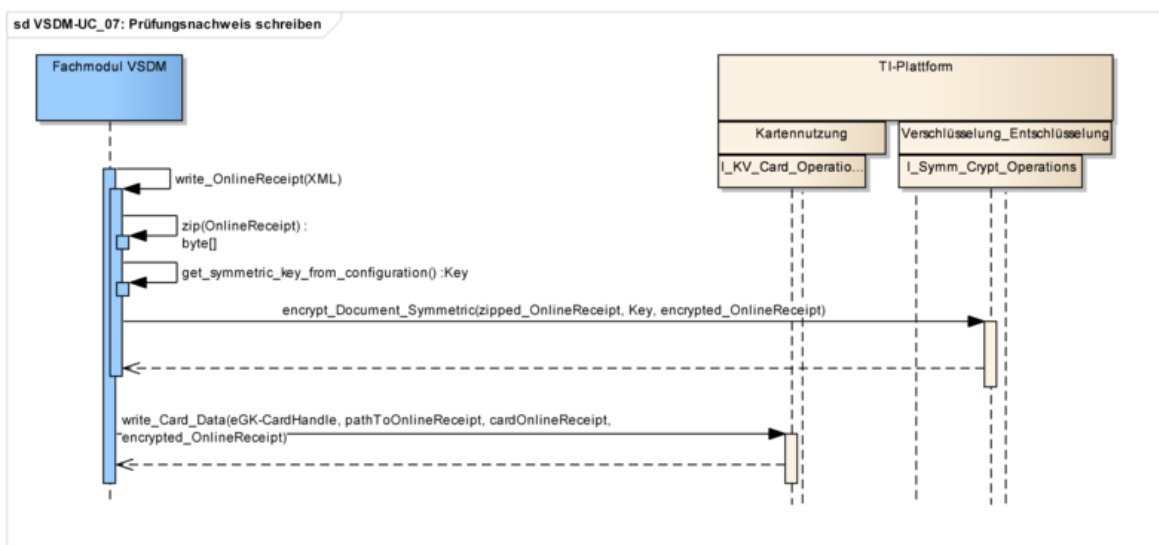 sd VSDM-UC_07: Prüfungsnachweis schreiben
Fachmodul VSDM
TI-Plattform
Kartennutzung
Verschlüsselung_Entschlüsselung
I_KV_Card_Operatio...
I_Symm_Crypt_Operations
write_OnlineReceipt(XML)
zip(OnlineReceipt) :
byte[]
get_symmetric_key_from_configuration() :Key
encrypt_Document_Symmetric(zipped_OnlineReceipt, Key, encrypted_OnlineReceipt)
write_Card_Data(eGK-CardHandle, pathToOnlineReceipt, cardOnlineReceipt,
encrypted_OnlineReceipt)